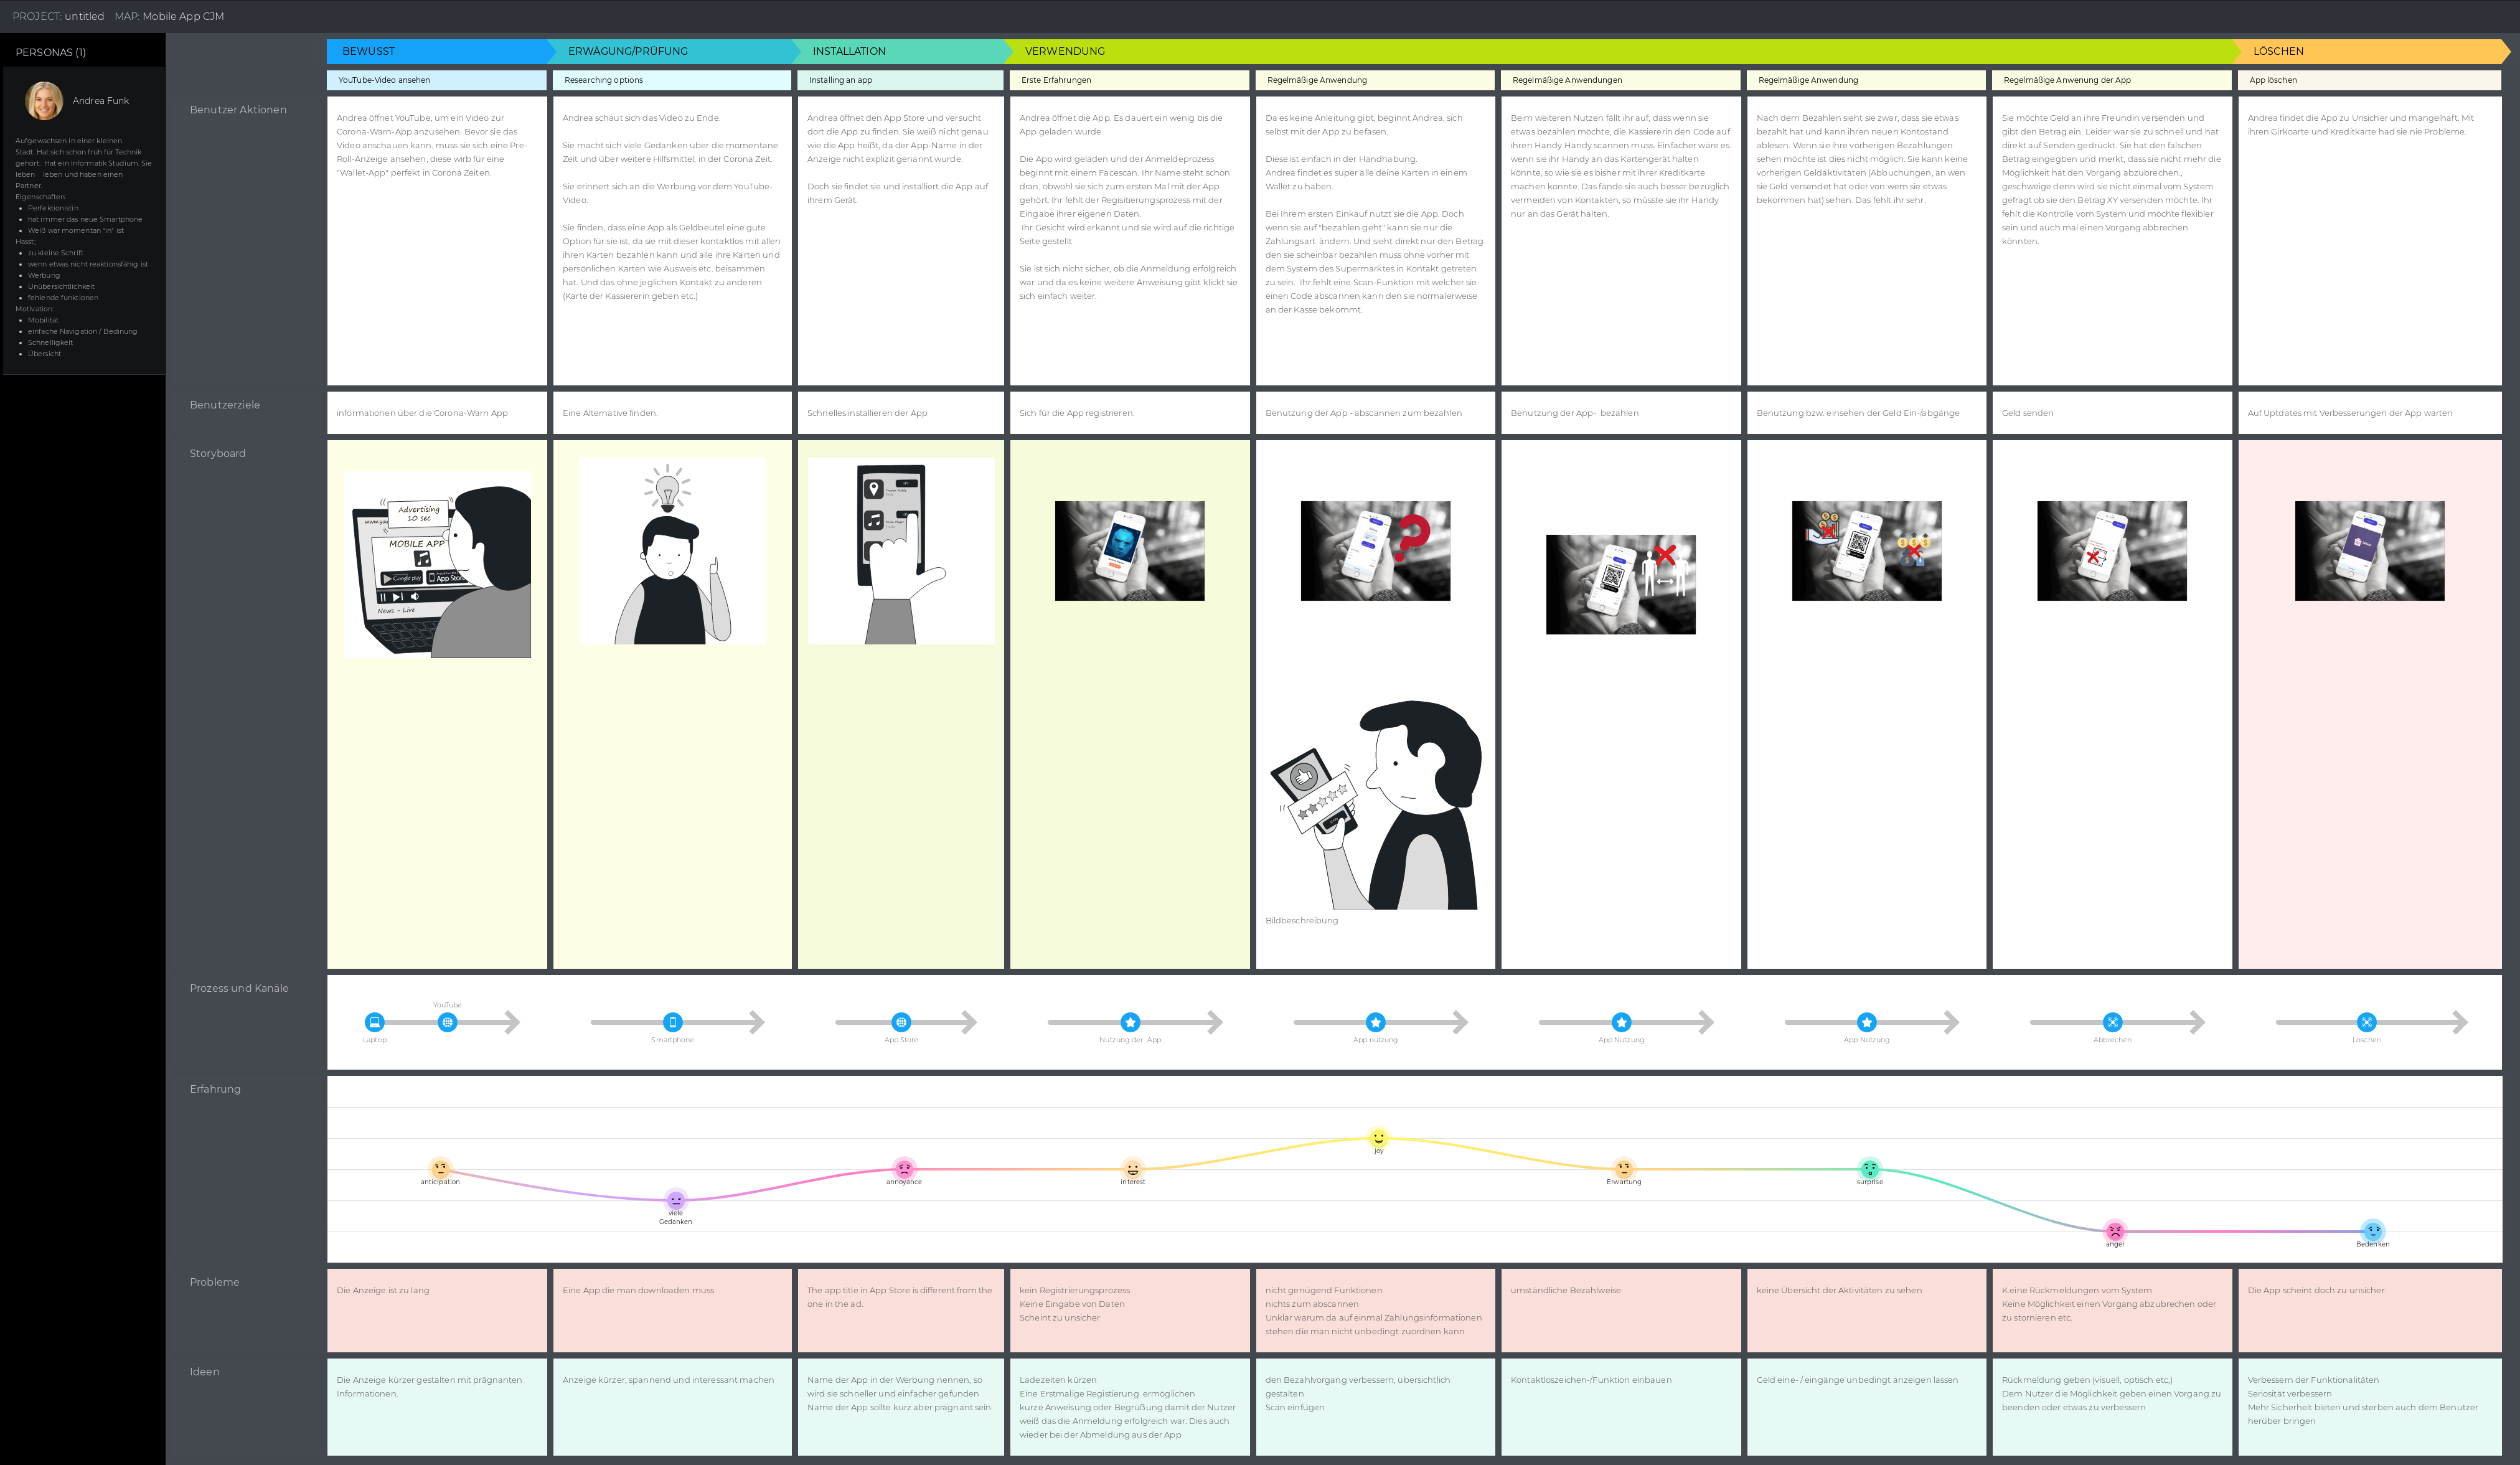 PROJECT: untitled MAP: Mobile App CJM
PERSONAS (1)
Andrea Funk
Aufgewachsen in einer kleinen
Stadt. Hat sich schon früh für Technik
gehört. Hat ein Informatik Studium. Sie
leben leben und haben einen
Partner.
Eigenschaften:
Perfektionistin
hat immer das neue Smartphone
Weiß war momentan "in" ist
Hasst;
zu kleine Schrift
wenn etwas nicht reaktionsfähig ist
Werbung
Unübersichtlichkeit
fehlende funktionen
Motivation:
Mobilität
einfache Navigation / Bedinung
Schnelligkeit
Übersicht
BEWUSST
ERWÄGUNG/PRÜFUNG
INSTALLATION
VERWENDUNG
LÖSCHEN
YouTube-Video ansehen
Researching options
Installing an app
Erste Erfahrungen
Regelmäßige Anwendung
Regelmäßige Anwendungen
Regelmäßige Anwendung
Regelmäßige Anwenung der App
App löschen
Benutzer Aktionen
Andrea öffnet YouTube, um ein Video zur
Corona-Warn-App anzusehen. Bevor sie das
Video anschauen kann, muss sie sich eine Pre-
Roll-Anzeige ansehen, diese wirb für eine
"Wallet-App" perfekt in Corona Zeiten.
Andrea schaut sich das Video zu Ende.
Sie macht sich viele Gedanken über die momentane
Zeit und über weitere Hilfsmittel, in der Corona Zeit.
Sie erinnert sich an die Werbung vor dem YouTube-
Video.
Sie finden, dass eine App als Geldbeutel eine gute
Option für sie ist, da sie mit dieser kontaktlos mit allen
ihren Karten bezahlen kann und alle ihre Karten und
persönlichen Karten wie Ausweis etc. beisammen
hat. Und das ohne jeglichen Kontakt zu anderen
(Karte der Kassiererin geben etc.)
Andrea öffnet den App Store und versucht
dort die App zu finden. Sie weiß nicht genau
wie die App heißt, da der App-Name in der
Anzeige nicht explizit genannt wurde.
Doch sie findet sie und installiert die App auf
ihrem Gerät.
Andrea öffnet die App. Es dauert ein wenig bis die
App geladen wurde.
Die App wird geladen und der Anmeldeprozess
beginnt mit einem Facescan. Ihr Name steht schon
dran, obwohl sie sich zum ersten Mal mit der App
gehört. Ihr fehlt der Regisitierungsprozess mit der
Eingabe ihrer eigenen Daten.
Ihr Gesicht wird erkannt und sie wird auf die richtige
Seite gestellt
Sie ist sich nicht sicher, ob die Anmeldung erfolgreich
war und da es keine weitere Anweisung gibt klickt sie
sich einfach weiter.
Da es keine Anleitung gibt, beginnt Andrea, sich
selbst mit der App zu befasen.
Diese ist einfach in der Handhabung.
Andrea findet es super alle deine Karten in einem
Wallet zu haben.
Bei Ihrem ersten Einkauf nutzt sie die App. Doch
wenn sie auf "bezahlen geht" kann sie nur die
Zahlungsart ändern. Und sieht direkt nur den Betrag
den sie scheinbar bezahlen muss ohne vorher mit
dem System des Supermarktes in Kontakt getreten
zu sein. Ihr fehlt eine Scan-Funktion mit welcher sie
einen Code abscannen kann den sie normalerweise
an der Kasse bekommt.
Beim weiteren Nutzen fällt ihr auf, dass wenn sie
etwas bezahlen möchte, die Kassiererin den Code auf
ihren Handy Handy scannen muss. Einfacher wäre es.
wenn sie ihr Handy an das Kartengerät halten
könnte, so wie sie es bisher mit ihrer Kreditkarte
machen konnte. Das fände sie auch besser bezüglich
vermeiden von Kontakten, so müsste sie ihr Handy
nur an das Gerät halten.
Nach dem Bezahlen sieht sie zwar, dass sie etwas
bezahlt hat und kann ihren neuen Kontostand
ablesen. Wenn sie ihre vorherigen Bezahlungen
sehen möchte ist dies nicht möglich. Sie kann keine
vorherigen Geldaktivitäten (Abbuchungen, an wen
sie Geld versendet hat oder von wem sie etwas
bekommen hat) sehen. Das fehlt ihr sehr.
Sie möchte Geld an ihre Freundin versenden und
gibt den Betrag ein. Leider war sie zu schnell und hat
direkt auf Senden gedrückt. Sie hat den falschen
Betrag eingegben und merkt, dass sie nicht mehr die
Möglichkeit hat den Vorgang abzubrechen.,
geschweige denn wird sie nicht einmal vom System
gefragt ob sie den Betrag XY versenden möchte. Ihr
fehlt die Kontrolle vom System und möchte flexibler
sein und auch mal einen Vorgang abbrechen
könnten.
Andrea findet die App zu Unsicher und mangelhaft. Mit
ihren Girkoarte und Kreditkarte had sie nie Probleme.
Benutzerziele
informationen über die Corona-Warn App
Eine Alternative finden.
Schnelles installieren der App
Sich für die App registrieren.
Benutzung der App - abscannen zum bezahlen
Benutzung der App- bezahlen
Benutzung bzw. einsehen der Geld Ein-/abgänge
Geld senden
Auf Uptdates mit Verbesserungen der App warten
Storyboard
Advertising
10 sec
MOBILE APP
Google play
App Store
News - Live
Bildbeschreibung
Prozess und Kanäle
YouTube
Laptop
Smartphone
App Store
Nutzung der App
App nutzung
App Nutzung
App Nutzung
Abbrechen
Löschen
Erfahrung
anticipation
viele
Gedanken
annoyance
interest
joy
Erwartung
surprise
anger
Bedenken
Probleme
Die Anzeige ist zu lang
Eine App die man downloaden muss
The app title in App Store is different from the
one in the ad.
kein Registrierungsprozess
Keine Eingabe von Daten
Scheint zu unsicher
nicht genügend Funktionen
nichts zum abscannen
Unklar warum da auf einmal Zahlungsinformationen
stehen die man nicht unbedingt zuordnen kann
umständliche Bezahlweise
keine Übersicht der Aktivitäten zu sehen
K.eine Rückmeldungen vom System
Keine Möglichkeit einen Vorgang abzubrechen oder
zu stornieren etc.
Die App scheint doch zu unsicher
Ideen
Die Anzeige kürzer gestalten mit prägnanten
Informationen.
Anzeige kürzer, spannend und interessant machen
Name der App in der Werbung nennen, so
wird sie schneller und einfacher gefunden
Name der App sollte kurz aber prägnant sein
Ladezeiten kürzen
Eine Erstmalige Registierung ermöglichen
kurze Anweisung oder Begrüßung damit der Nutzer
weiß das die Anmeldung erfolgreich war. Dies auch
wieder bei der Abmeldung aus der App
den Bezahlvorgang verbessern, übersichtlich
gestalten
Scan einfügen
Kontaktloszeichen-/Funktion einbauen
Geld eine- / eingänge unbedingt anzeigen lassen
Rückmeldung geben (visuell, optisch etc,)
Dem Nutzer die Möglichkeit geben einen Vorgang zu
beenden oder etwas zu verbessern
Verbessern der Funktionalitäten
Seriosität verbessern
Mehr Sicherheit bieten und sterben auch dem Benutzer
herüber bringen